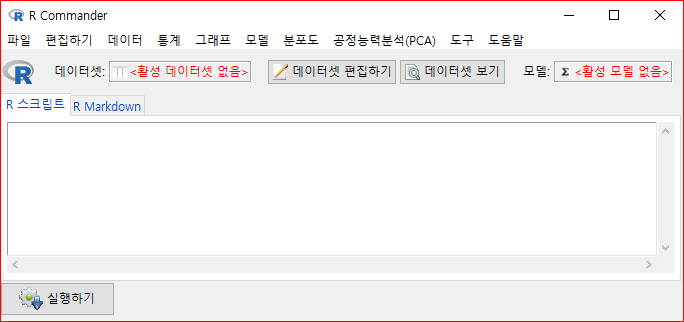 R Commander
파일 편집하기 데이터 통계 그래프 모델 분포도 공정능력분석(PCA) 도구 도움말
데이터셋: <활성 데이터셋 없음> 데이터셋 편집하기 데이터셋 보기 모델: Σ <활성 모델 없음>
R 스크립트 R Markdown
실행하기